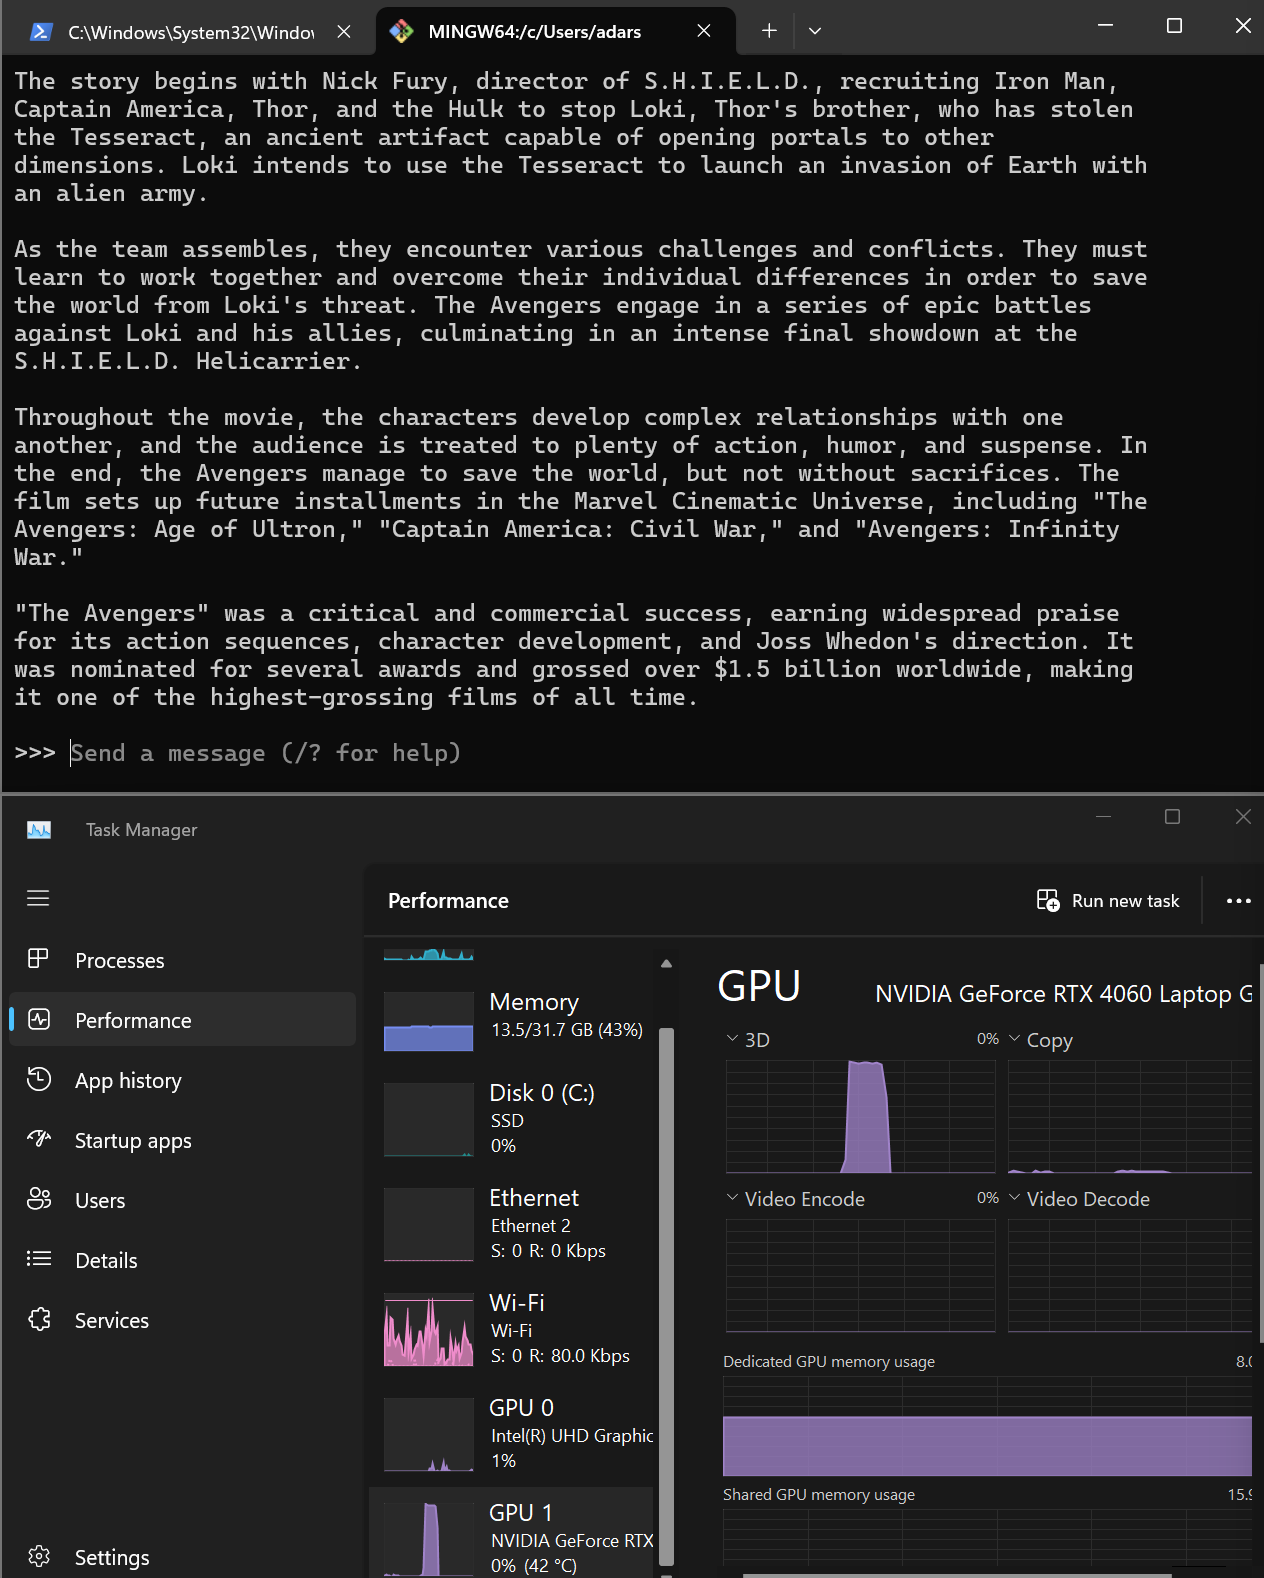 C:\Windows\System32\Windov
MINGW64:/c/Users/adars
The story begins with Nick Fury, director of S.H.I.E.L.D., recruiting Iron Man,
Captain America, Thor, and the Hulk to stop Loki, Thor's brother, who has stolen
the Tesseract, an ancient artifact capable of opening portals to other
dimensions. Loki intends to use the Tesseract to launch an invasion of Earth with
an alien army.
As the team assembles, they encounter various challenges and conflicts. They must
learn to work together and overcome their individual differences in order to save
the world from Loki's threat. The Avengers engage in a series of epic battles
against Loki and his allies, culminating in an intense final showdown at the
S.H.I.E.L.D. Helicarrier.
Throughout the movie, the characters develop complex relationships with one
another, and the audience is treated to plenty of action, humor, and suspense. In
the end, the Avengers manage to save the world, but not without sacrifices. The
film sets up future installments in the Marvel Cinematic Universe, including "The
Avengers: Age of Ultron," "Captain America: Civil War," and "Avengers: Infinity
War."
"The Avengers" was a critical and commercial success, earning widespread praise
for its action sequences, character development, and Joss Whedon's direction. It
was nominated for several awards and grossed over $1.5 billion worldwide, making
it one of the highest-grossing films of all time.
>>> Send a message (/? for help)
Task Manager
Processes
Performance
App history
Startup apps
Users
Details
Services
Settings
Performance
Run new task
Memory
13.5/31.7 GB (43%)
Disk 0 (C:)
SSD
0%
Ethernet
Ethernet 2
S: 0 R: 0 Kbps
Wi-Fi
Wi-Fi
S: 0 R: 80.0 Kbps
GPU 0
Intel(R) UHD Graphic
1%
GPU 1
NVIDIA GeForce RTX
0% (42 °C)
GPU
NVIDIA GeForce RTX 4060 Laptop G
3D 0%
Copy
Video Encode 0%
Video Decode
Dedicated GPU memory usage 8.0
Shared GPU memory usage 15.9